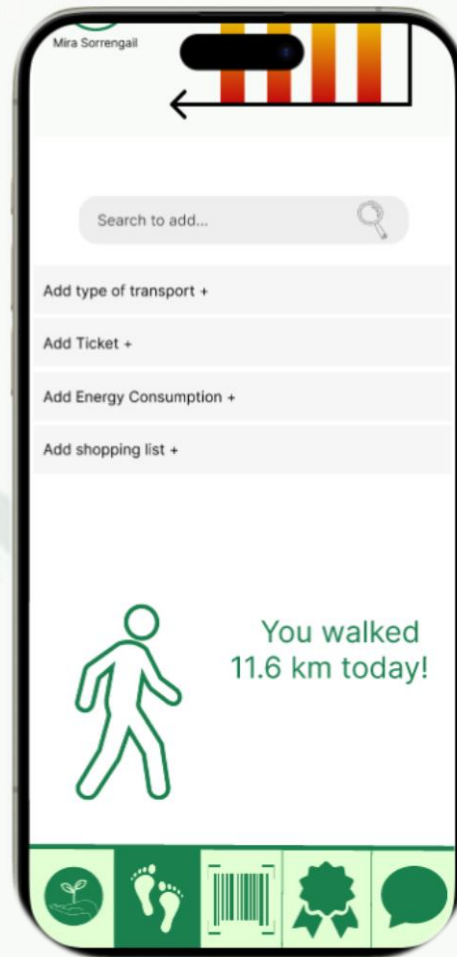 Mira Sorrengail
Search to add...
Add type of transport +
Add Ticket +
Add Energy Consumption +
Add shopping list +
You walked
11.6 km today!